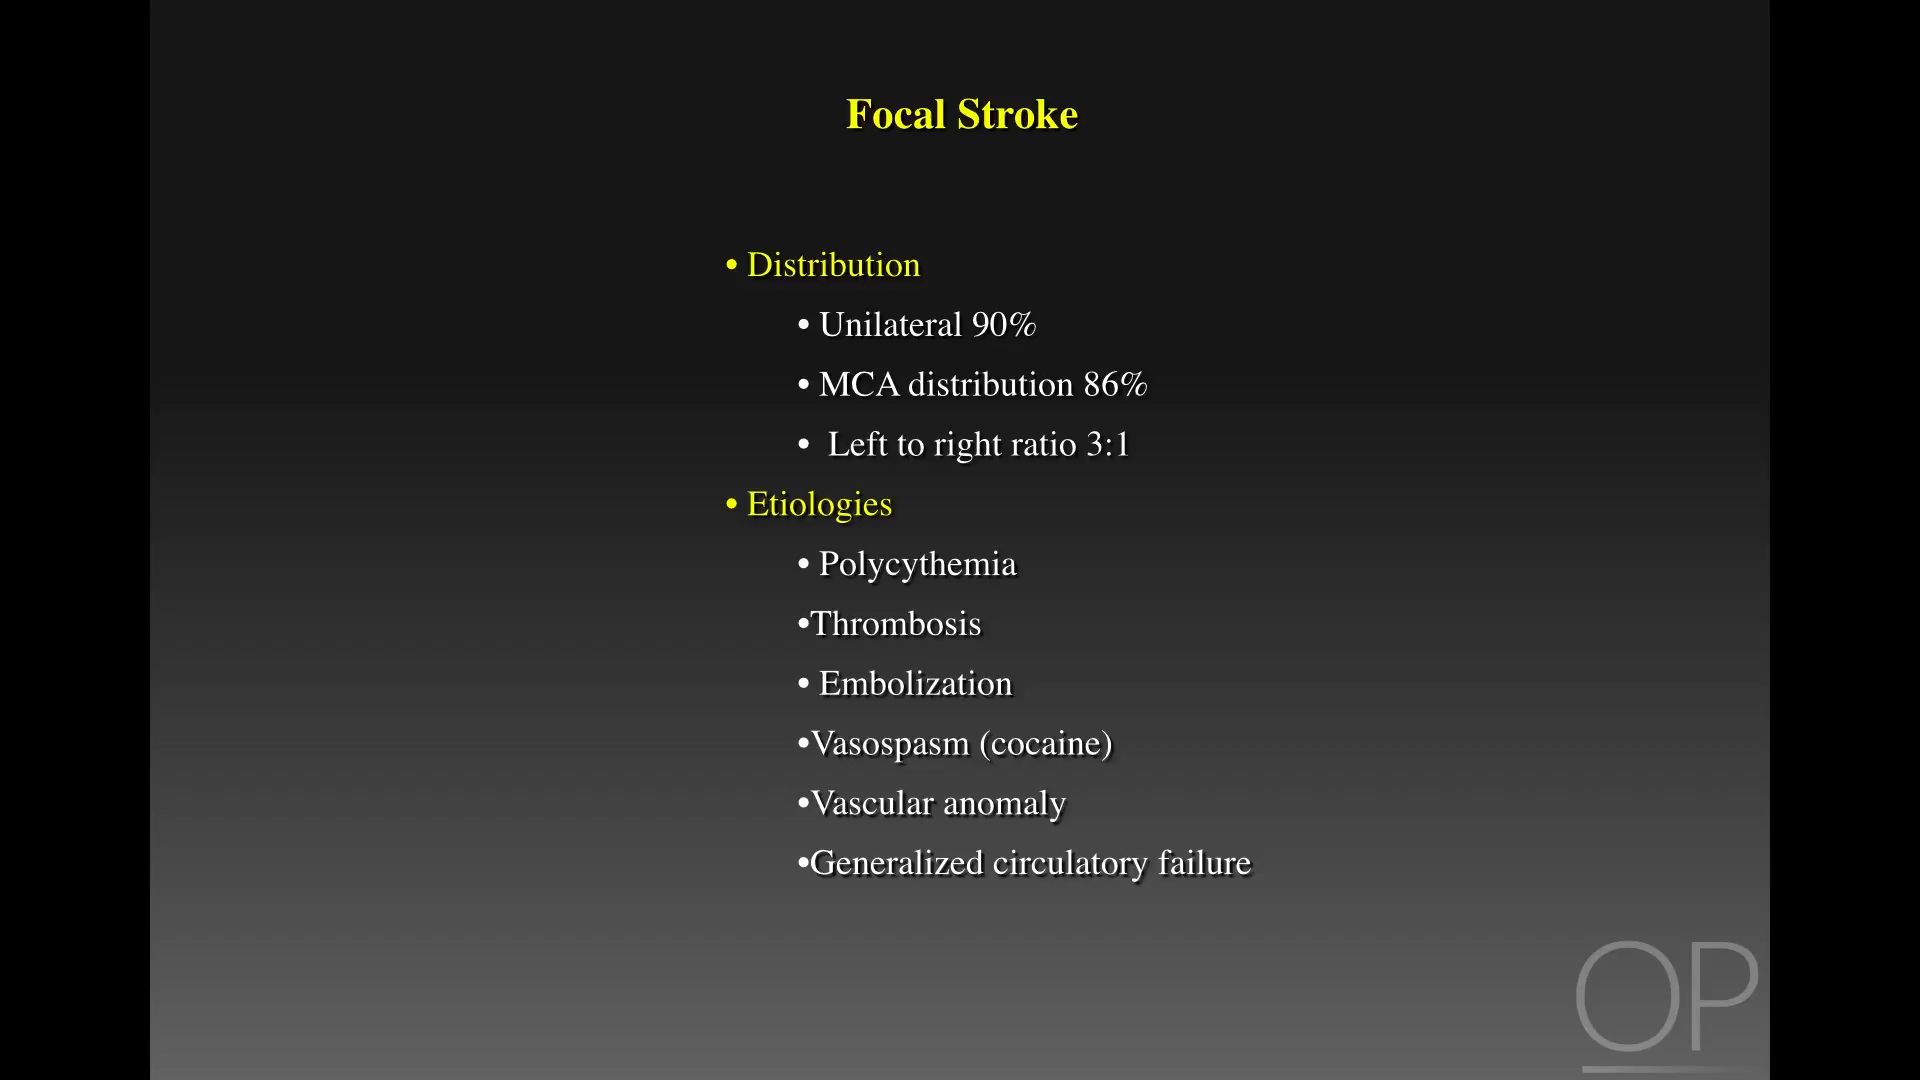 Focal Stroke
• Distribution
• Unilateral 90%
• MCA distribution 86%
• Left to right ratio 3:1
• Etiologies
• Polycythemia
•Thrombosis
• Embolization
•Vasospasm (cocaine)
•Vascular anomaly
•Generalized circulatory failure
OP